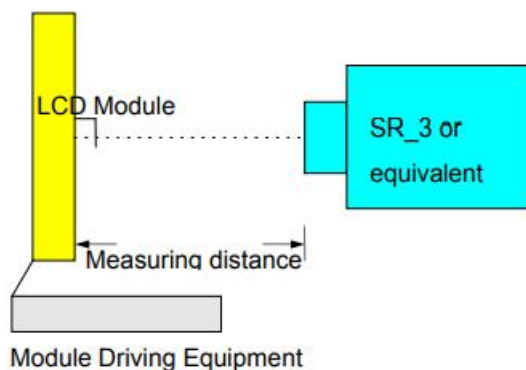 LCD Module
SR_3 or
equivalent
Measuring distance
Module Driving Equipment